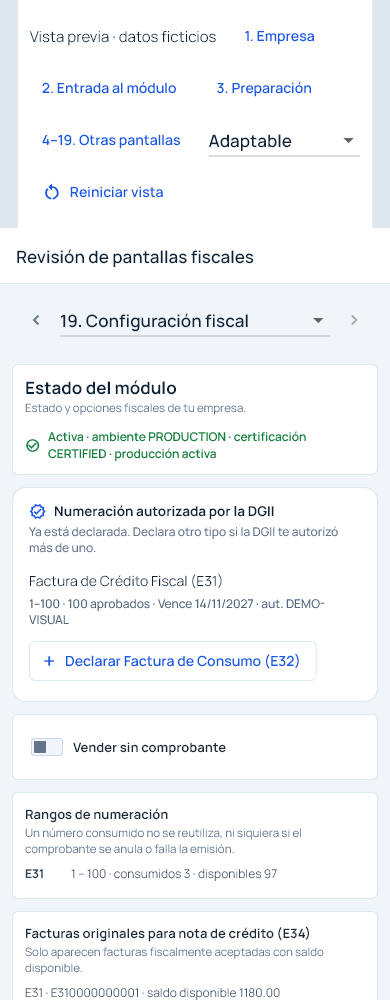 Vista previa · datos ficticios
1. Empresa
2. Entrada al módulo
3. Preparación
4–19. Otras pantallas
Adaptable
Reiniciar vista
Revisión de pantallas fiscales
19. Configuración fiscal
Estado del módulo
Estado y opciones fiscales de tu empresa.
Activa · ambiente PRODUCTION · certificación
CERTIFIED · producción activa
Numeración autorizada por la DGII
Ya está declarada. Declara otro tipo si la DGII te autorizó
más de uno.
Factura de Crédito Fiscal (E31)
1–100 · 100 aprobados · Vence 14/11/2027 · aut. DEMO-
VISUAL
+ Declarar Factura de Consumo (E32)
Vender sin comprobante
Rangos de numeración
Un número consumido no se reutiliza, ni siquiera si el
comprobante se anula o falla la emisión.
E31 1 – 100 · consumidos 3 · disponibles 97
Facturas originales para nota de crédito (E34)
Solo aparecen facturas fiscalmente aceptadas con saldo
disponible.
E31 · E310000000001 · saldo disponible 1180.00